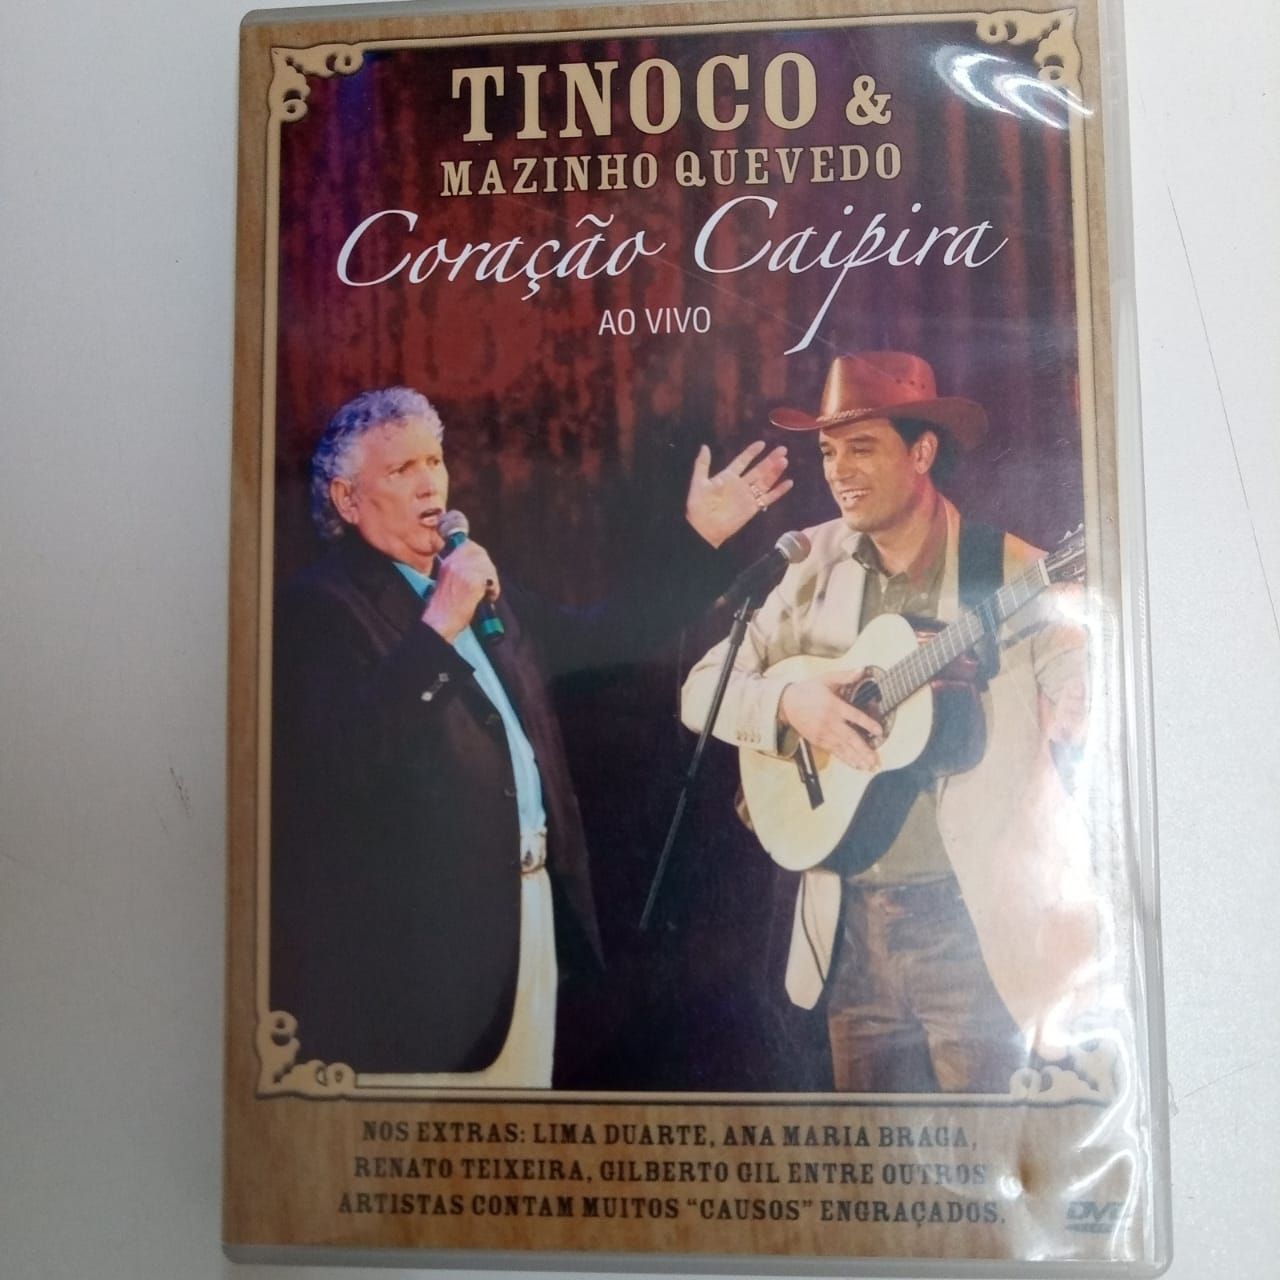 TINOCO &
MAZINHO QUEVEDO
Coração Caipira
AO VIVO
NOS EXTRAS: LIMA DUARTE, ANA MARIA BRAGA,
RENATO TEIXEIRA, GILBERTO GIL ENTRE OUTROS
ARTISTAS CONTAM MUITOS “CAUSOS” ENGRAÇADOS.
DVD